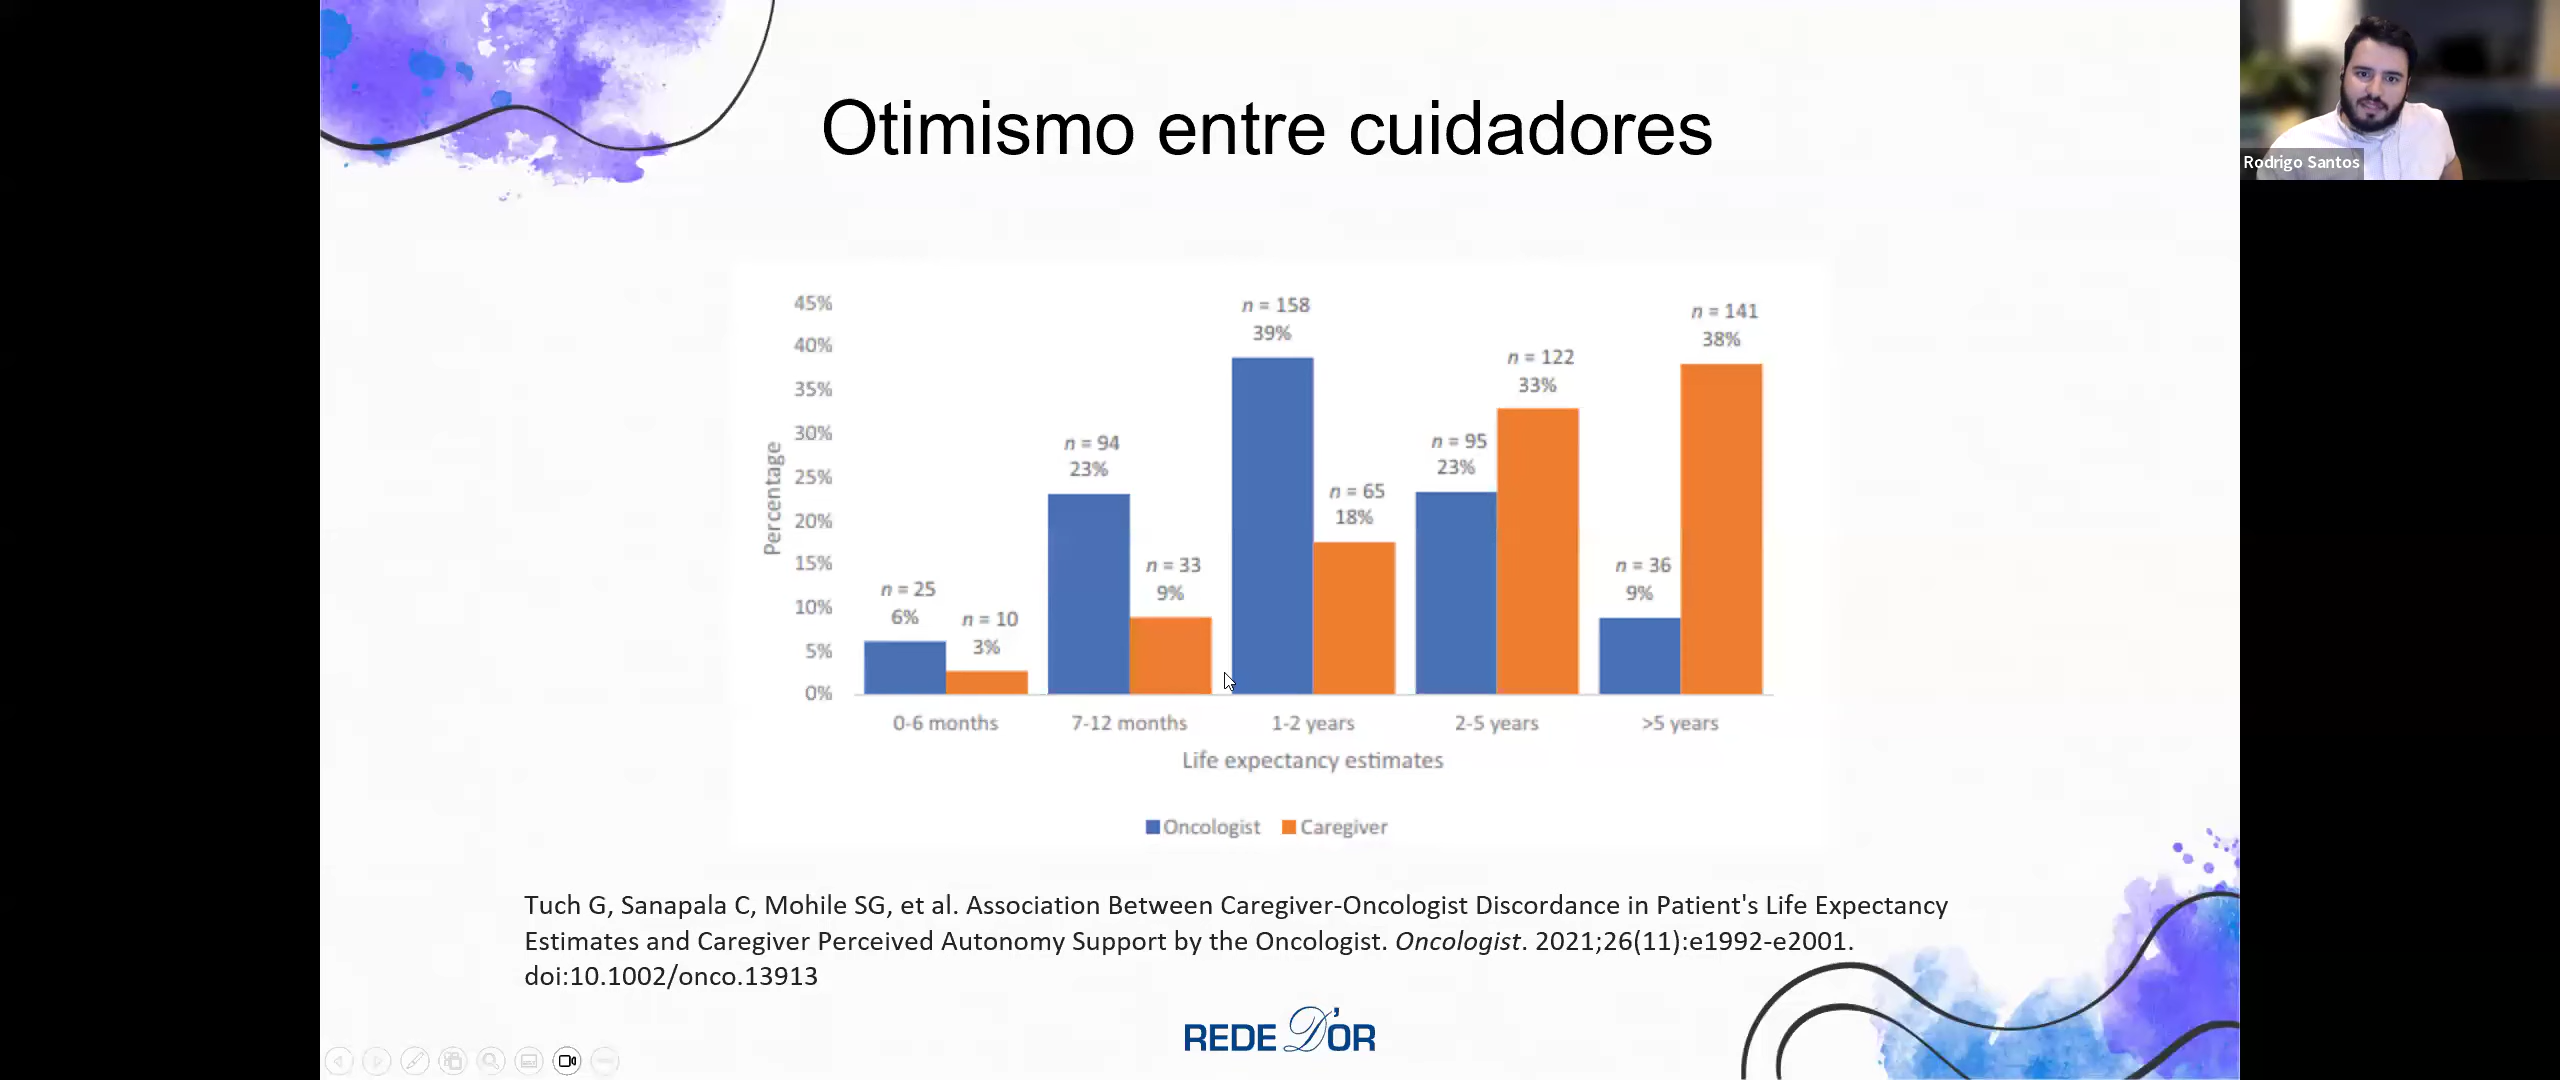 Otimismo entre cuidadores
Rodrigo Santos
45%
40%
35%
30%
25%
20%
15%
10%
5%
0%
Percentage
n = 25
6%
n = 10
3%
n = 94
23%
n = 33
9%
n = 158
39%
n = 65
18%
n = 95
23%
n = 122
33%
n = 36
9%
n = 141
38%
0-6 months
7-12 months
1-2 years
2-5 years
>5 years
Life expectancy estimates
Oncologist
Caregiver
Tuch G, Sanapala C, Mohile SG, et al. Association Between Caregiver-Oncologist Discordance in Patient's Life Expectancy
Estimates and Caregiver Perceived Autonomy Support by the Oncologist. Oncologist. 2021;26(11):e1992-e2001.
doi:10.1002/onco.13913
REDE D'OR